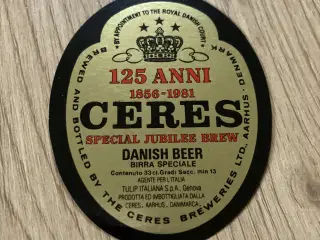 BY APPOINTMENT TO THE ROYAL DANISH COURT
125 ANNI
1856-1981
CERES
SPECIAL JUBILEE BREW
DANISH BEER
BIRRA SPECIALE
Contenuto 33 cl. Gradi Sacc. min 13
AGENTE PER L'ITALIA
TULIP ITALIANA S.p.A., Genova
PRODOTTA ED IMBOTTIGLIATA DALLA
CERES, AARHUS, DANIMARCA.
BREWED AND BOTTLED BY THE CERES BREWERIES LTD. AARHUS - DENMARK